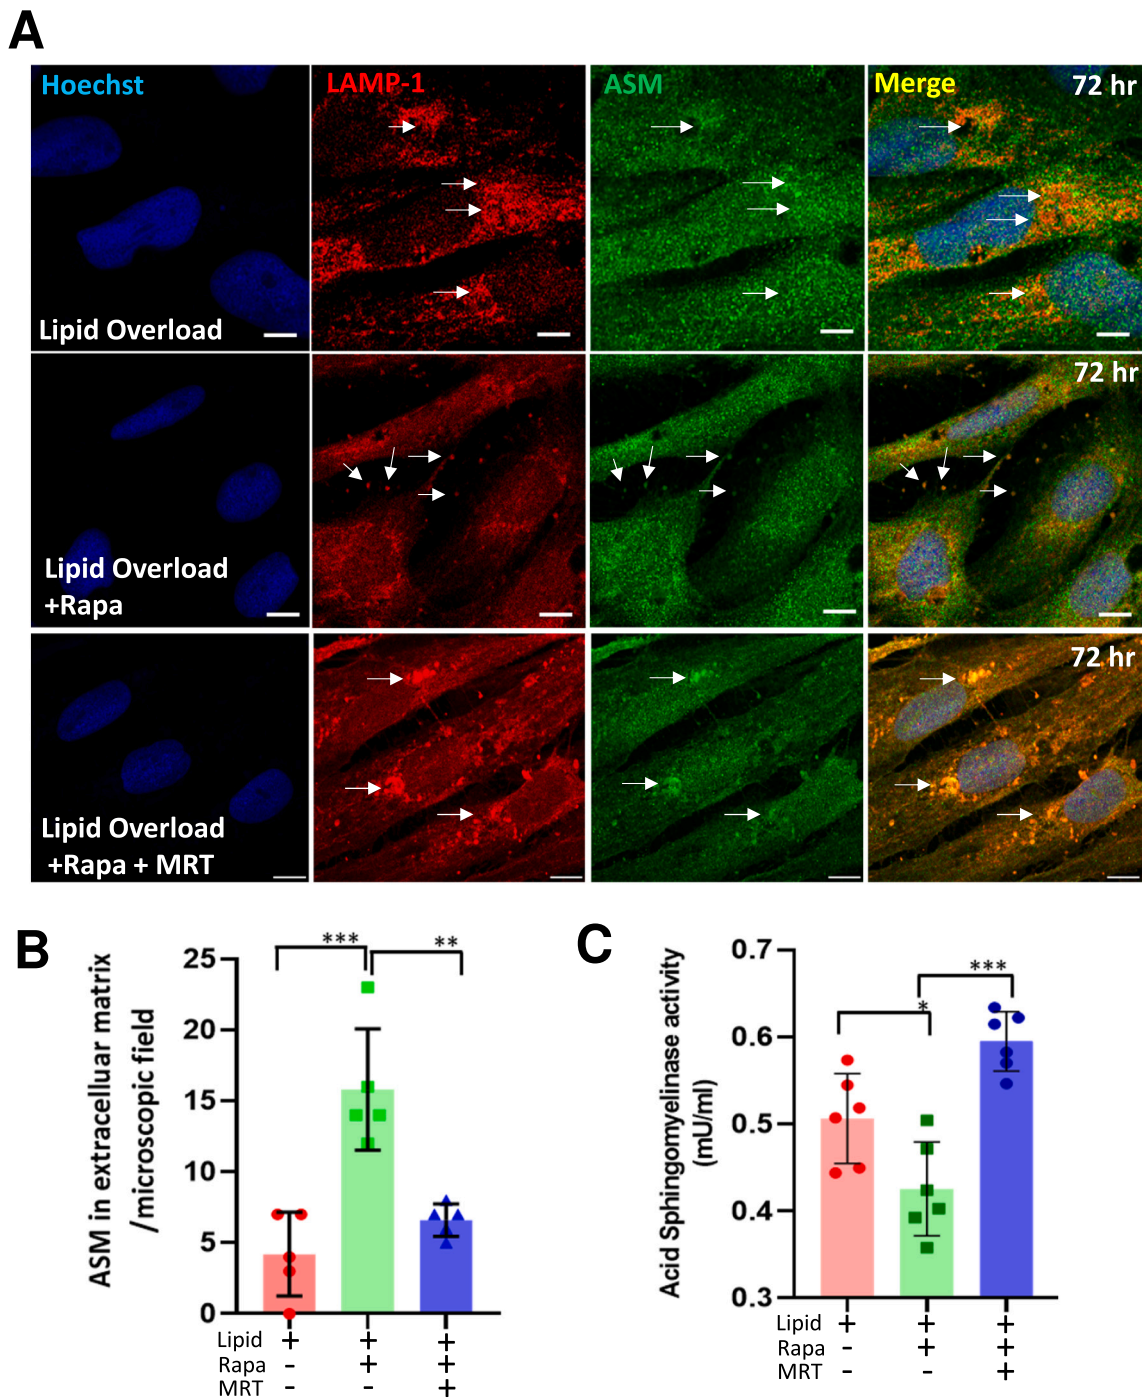 A
Hoechst LAMP-1 ASM Merge 72 hr
Lipid Overload
72 hr
Lipid Overload
+Rapa
72 hr
Lipid Overload
+Rapa + MRT
B
ASM in extracelluar matrix
/microscopic field
25
20
15
10
5
0
*** **
Lipid + + +
Rapa - + +
MRT - - +
C
Acid Sphingomyelinase activity
(mU/ml)
0.7
0.6
0.5
0.4
0.3
* ***
Lipid + + +
Rapa - + +
MRT - - +